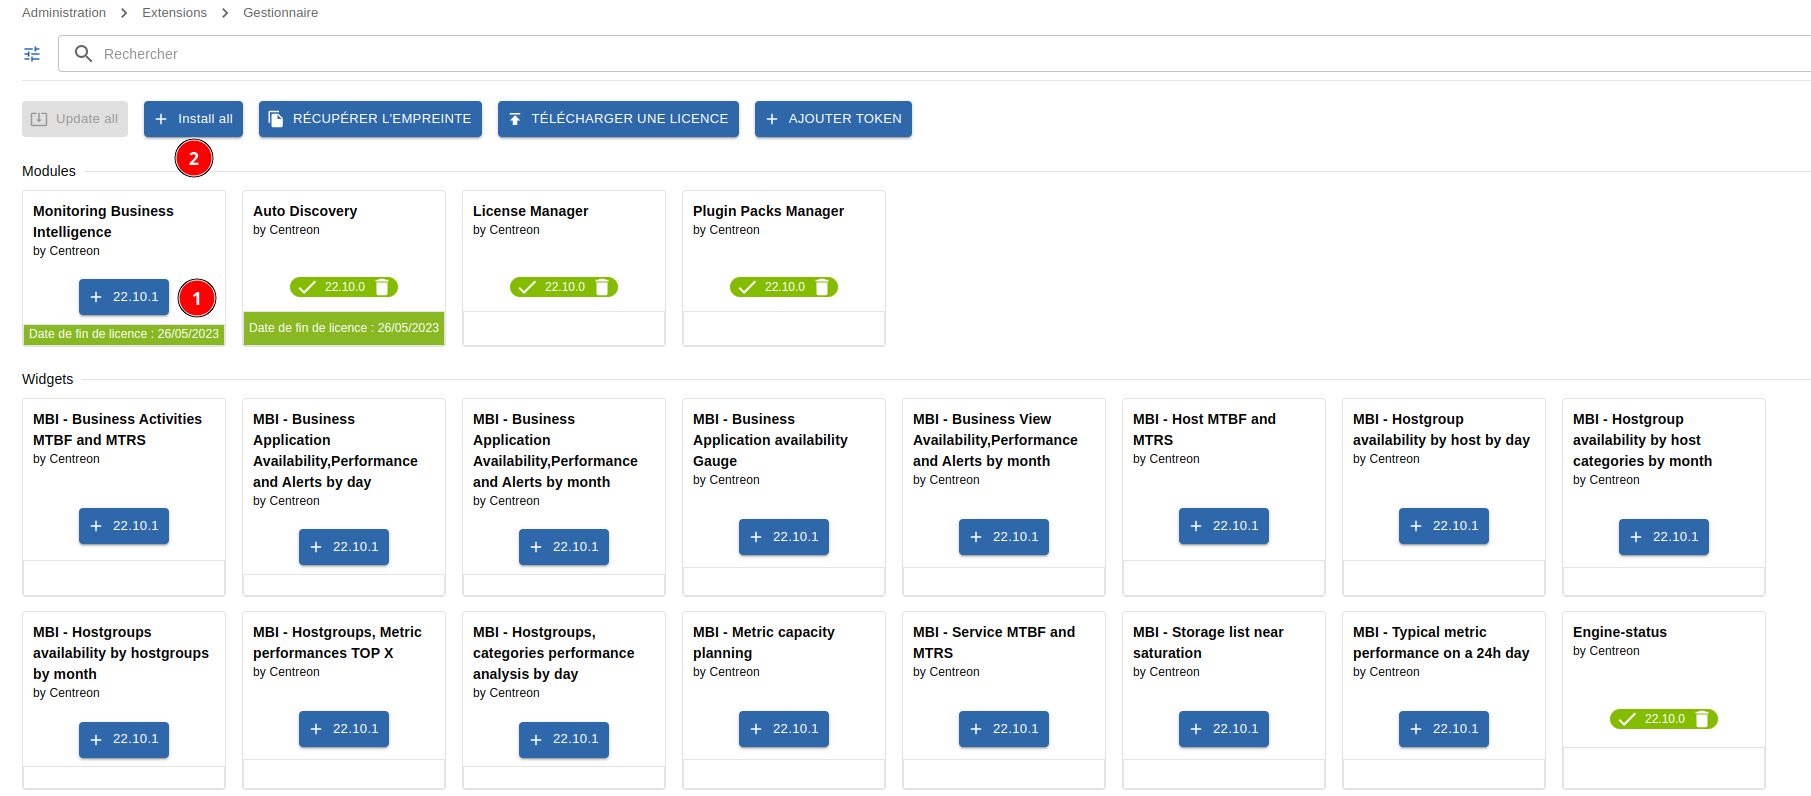 Administration > Extensions > Gestionnaire
Rechercher
Update all
Install all
RÉCUPÉRER L'EMPREINTE
TÉLÉCHARGER UNE LICENCE
AJOUTER TOKEN
2
Modules
Monitoring Business
Intelligence
by Centreon
22.10.1
1
Date de fin de licence : 26/05/2023
Auto Discovery
by Centreon
22.10.0
Date de fin de licence : 26/05/2023
License Manager
by Centreon
22.10.0
Plugin Packs Manager
by Centreon
22.10.0
Widgets
MBI - Business Activities
MTBF and MTRS
by Centreon
22.10.1
MBI - Business
Application
Availability,Performance
and Alerts by day
by Centreon
22.10.1
MBI - Business
Application
Availability,Performance
and Alerts by month
by Centreon
22.10.1
MBI - Business
Application availability
Gauge
by Centreon
22.10.1
MBI - Business View
Availability,Performance
and Alerts by month
by Centreon
22.10.1
MBI - Host MTBF and
MTRS
by Centreon
22.10.1
MBI - Hostgroup
availability by host by day
by Centreon
22.10.1
MBI - Hostgroup
availability by host
categories by month
by Centreon
22.10.1
MBI - Hostgroups
availability by hostgroups
by month
by Centreon
22.10.1
MBI - Hostgroups, Metric
performances TOP X
by Centreon
22.10.1
MBI - Hostgroups,
categories performance
analysis by day
by Centreon
22.10.1
MBI - Metric capacity
planning
by Centreon
22.10.1
MBI - Service MTBF and
MTRS
by Centreon
22.10.1
MBI - Storage list near
saturation
by Centreon
22.10.1
MBI - Typical metric
performance on a 24h day
by Centreon
22.10.1
Engine-status
by Centreon
22.10.0